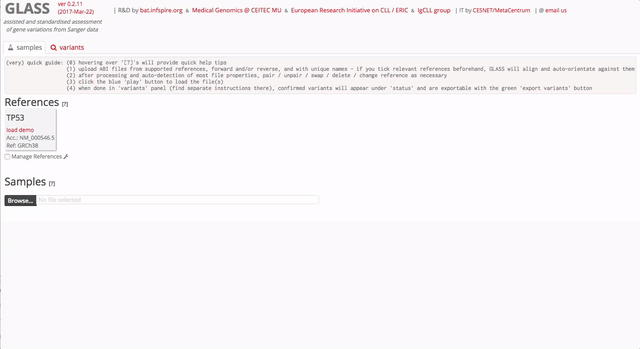 GLASS
ver 0.2.11
(2017-Mar-22)
| R&D by bat.infspire.org & Medical Genomics @ CEITEC MU & European Research Initiative on CLL / ERIC & IgCLL group | IT by CESNET/MetaCentrum | @ email us
assisted and standardised assessment
of gene variations from Sanger data
samples
variants
(very) quick guide: (0) hovering over '[?]'s will provide quick help tips
(1) upload ABI files from supported references, forward and/or reverse, and with unique names - if you tick relevant references beforehand, GLASS will align and auto-orientate against them
(2) after processing and auto-detection of most file properties, pair / unpair / swap / delete / change reference as necessary
(3) click the blue 'play' button to load the file(s)
(4) when done in 'variants' panel (find separate instructions there), confirmed variants will appear under 'status' and are exportable with the green 'export variants' button
References [?]
TP53
load demo
Acc.: NM_000546.5
Ref: GRCh38
Manage References
Samples [?]
Browse...
No file selected